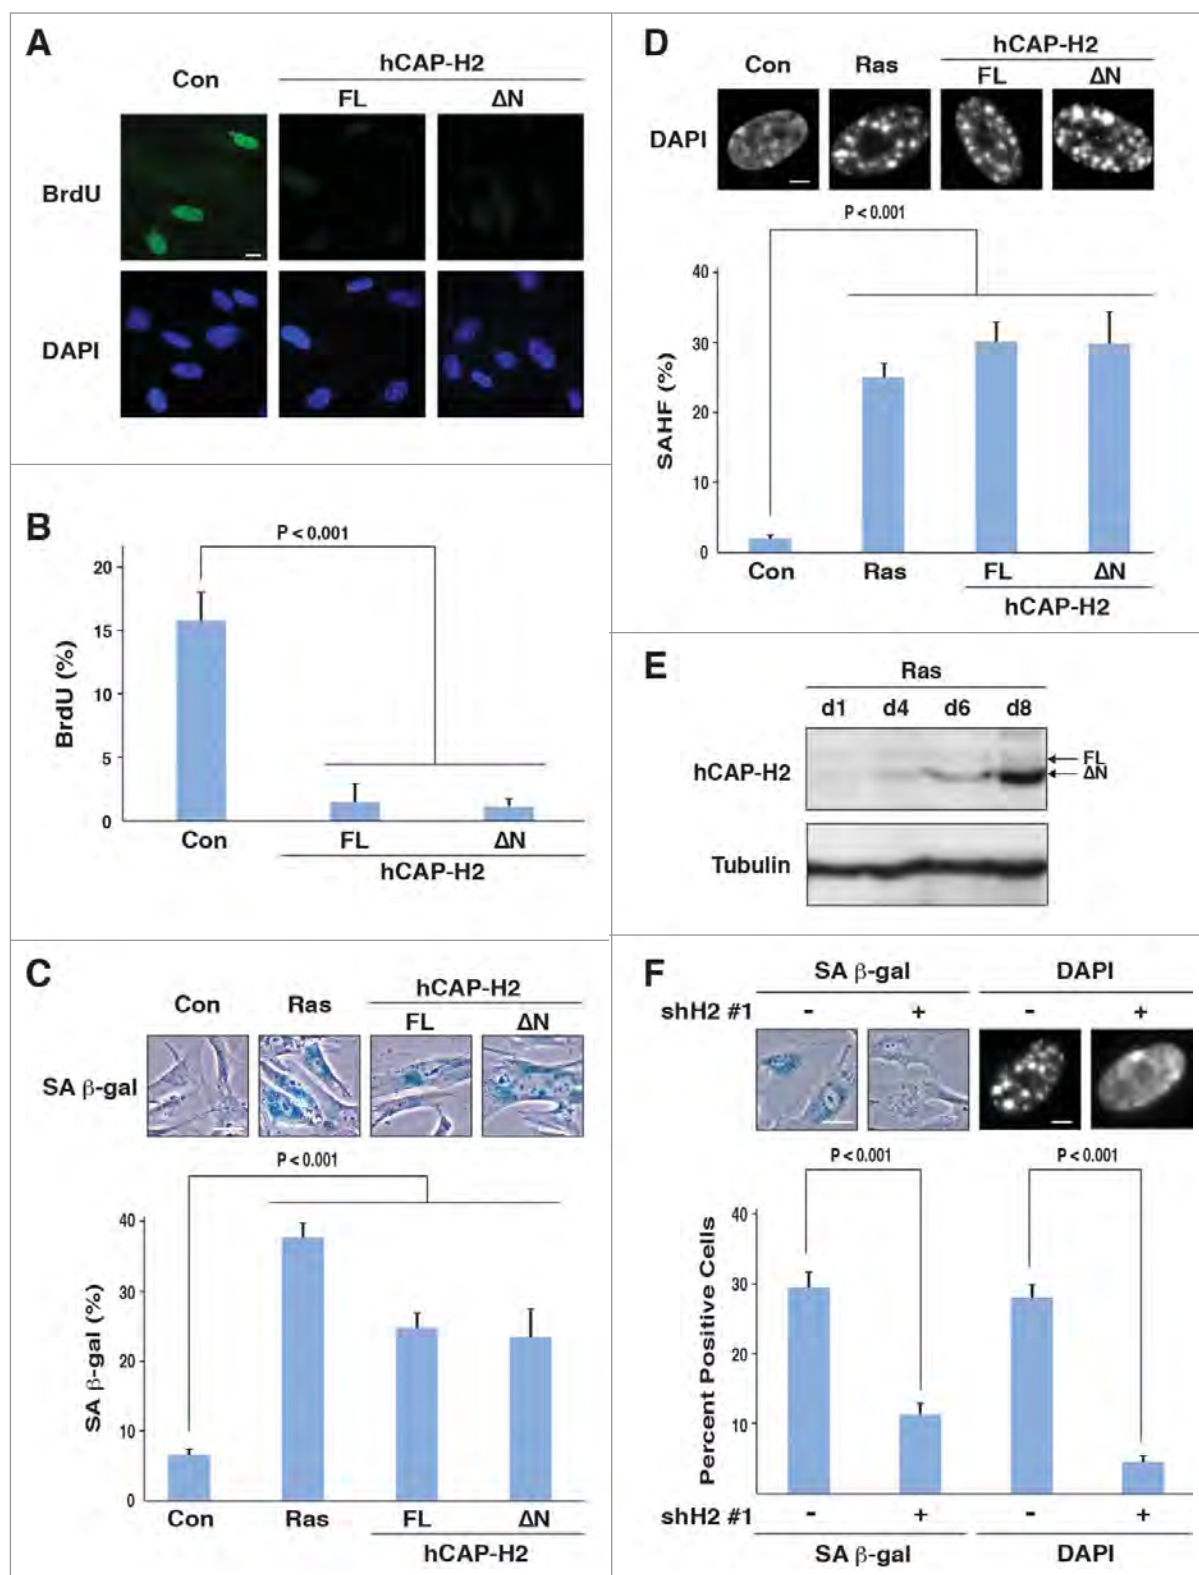 A
hCAP-H2
Con
FL ΔN
BrdU
DAPI
B
P < 0.001
BrdU (%)
20
15
10
5
0
Con FL ΔN
hCAP-H2
C
hCAP-H2
Con Ras
FL ΔN
SA β-gal
P < 0.001
SA β-gal (%)
40
30
20
10
0
Con Ras FL ΔN
hCAP-H2
D
hCAP-H2
Con Ras
FL ΔN
DAPI
P < 0.001
SAHF (%)
40
30
20
10
0
Con Ras FL ΔN
hCAP-H2
E
Ras
d1 d4 d6 d8
hCAP-H2
FL
ΔN
Tubulin
F
SA β-gal DAPI
shH2 #1 - + - +
P < 0.001 P < 0.001
Percent Positive Cells
40
30
20
10
shH2 #1 - + - +
SA β-gal DAPI